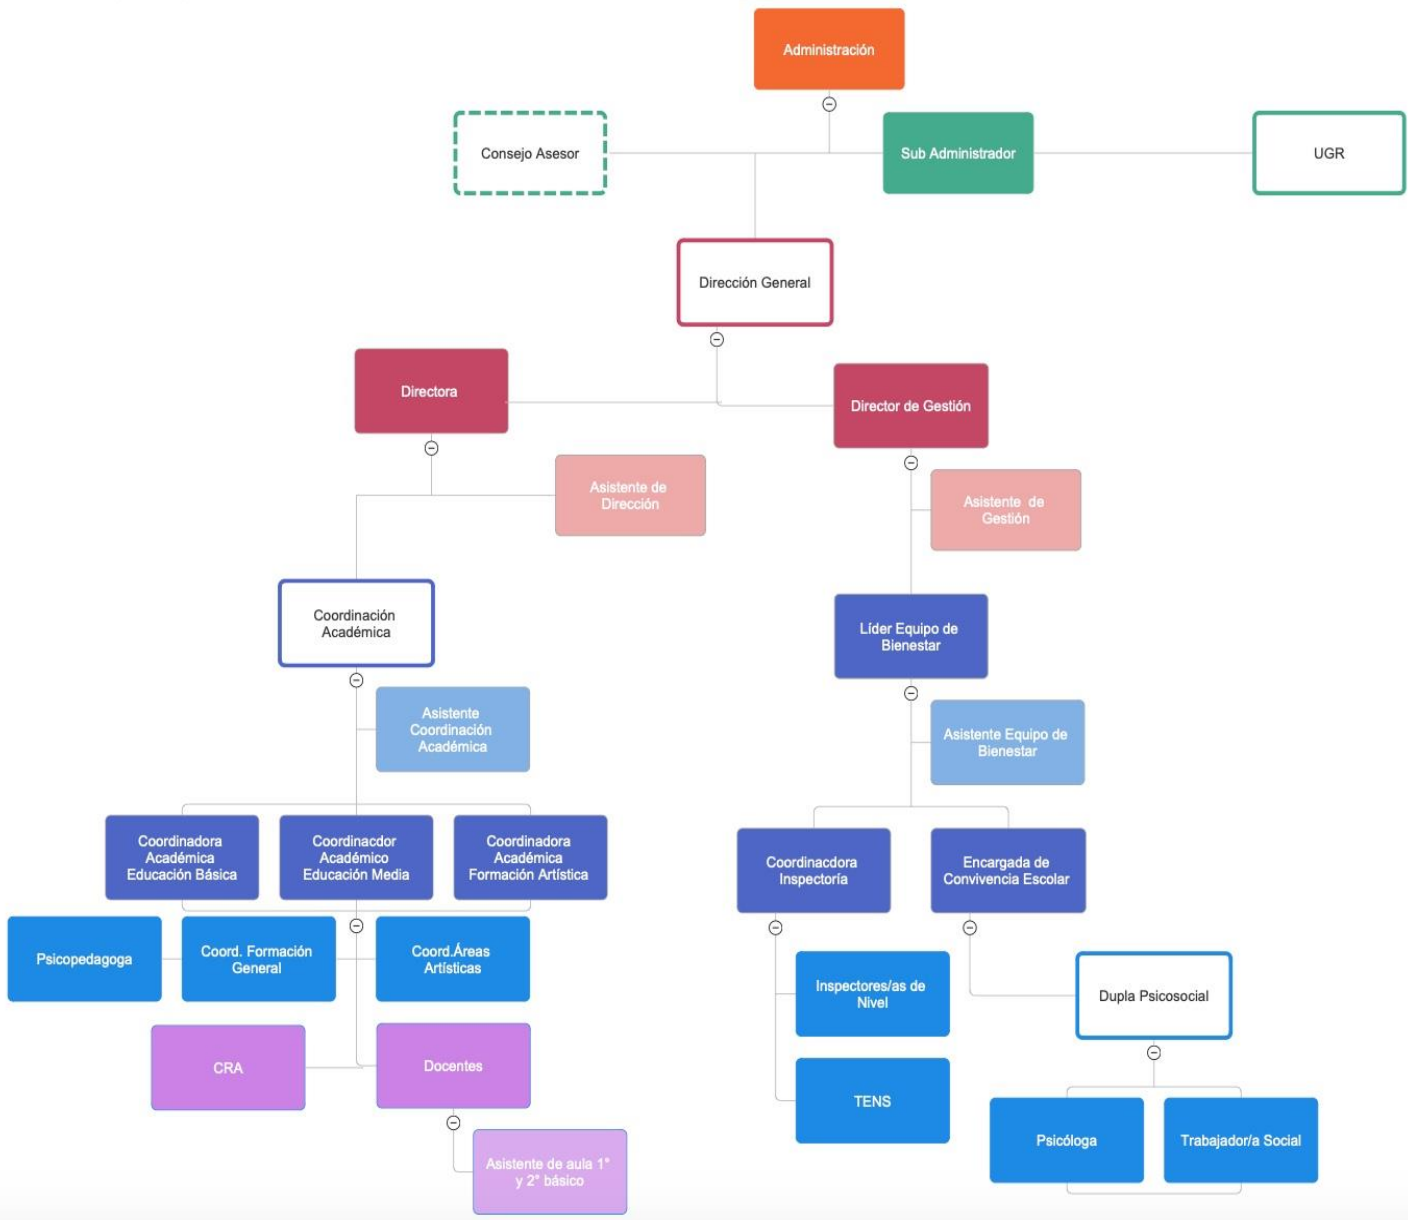 Administración
Consejo Asesor
Sub Administrador
UGR
Dirección General
Directora
Director de Gestión
Asistente de
Dirección
Asistente de
Gestión
Coordinación
Académica
Líder Equipo de
Bienestar
Asistente
Coordinación
Académica
Asistente Equipo de
Bienestar
Coordinadora
Académica
Educación Básica
Coordinacdor
Académico
Educación Media
Coordinadora
Académica
Formación Artística
Coordinacdora
Inspectoría
Encargada de
Convivencia Escolar
Psicopedagoga
Coord. Formación
General
Coord.Áreas
Artísticas
Inspectores/as de
Nivel
Dupla Psicosocial
CRA
Docentes
TENS
Psicóloga
Trabajador/a Social
Asistente de aula 1°
y 2° básico